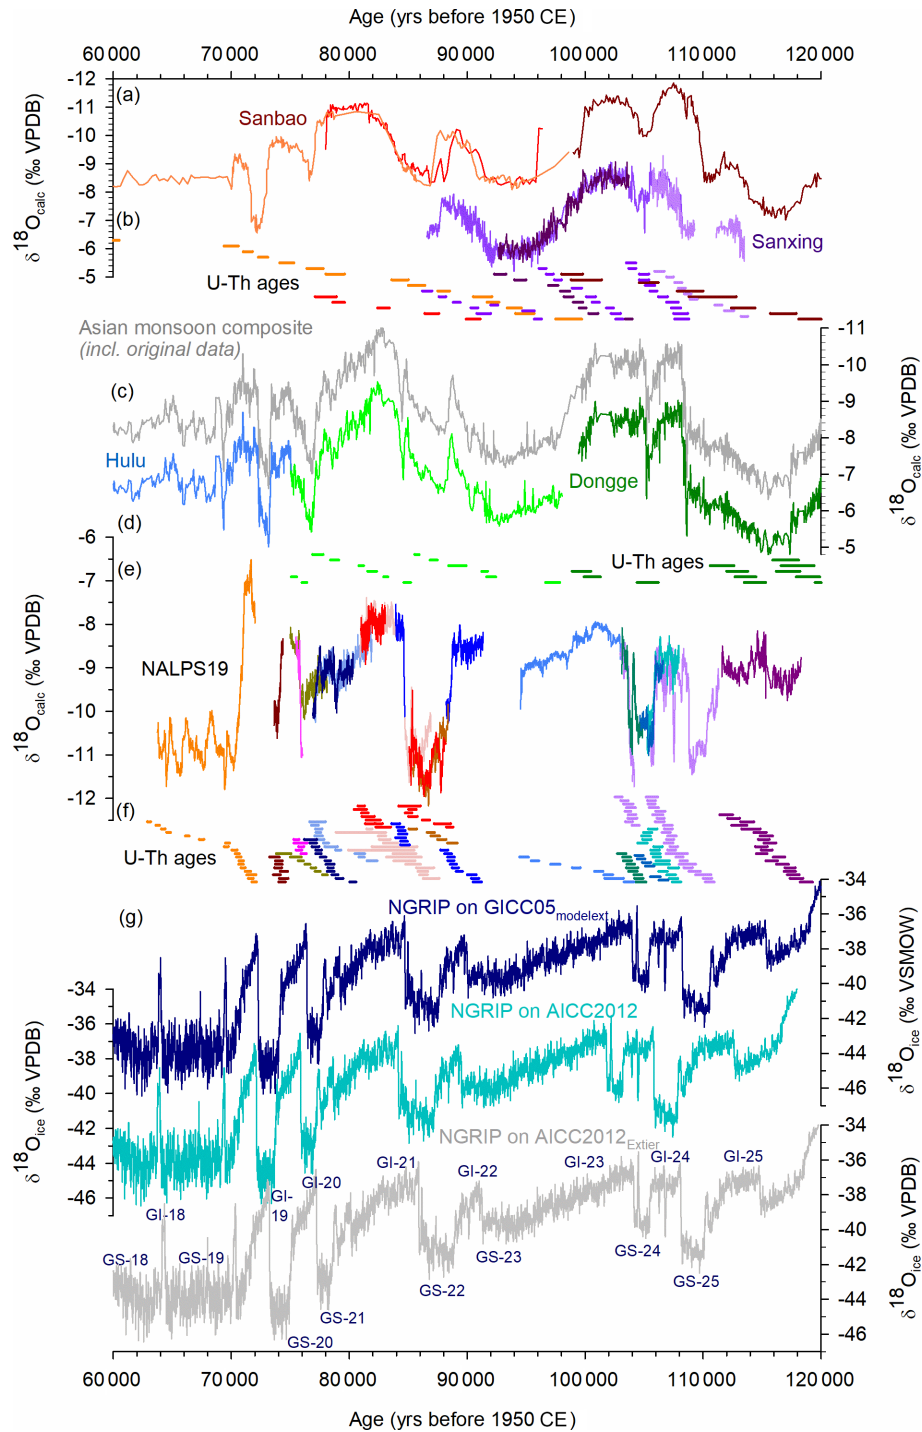 Age (yrs before 1950 CE)
60 000 70 000 80 000 90 000 100 000 110 000 120 000
-12
-11
-10
-9
-8
-7
-6
-5
δ18Ocalc (‰ VPDB)
(a)
Sanbao
(b)
Sanxing
U-Th ages
Asian monsoon composite
(incl. original data)
-11
-10
-9
-8
-7
-6
-5
δ18Ocalc (‰ VPDB)
(c)
Hulu
Dongge
(d)
U-Th ages
-6
-7
-8
-9
-10
-11
-12
δ18Ocalc (‰ VPDB)
(e)
NALPS19
(f)
U-Th ages
(g)
NGRIP on GICC05modelext
-34
-36
-38
-40
-42
-44
-46
δ18Oice (‰ VSMOW)
NGRIP on AICC2012
-34
-36
-38
-40
-42
-44
-46
δ18Oice (‰ VPDB)
NGRIP on AICC2012Extier
-34
-36
-38
-40
-42
-44
-46
δ18Oice (‰ VPDB)
GI-21 GI-22 GI-23 GI-24 GI-25
GI-18 GI-19 GI-20
GS-18 GS-19 GS-23 GS-24
GS-22 GS-25
GS-21
GS-20
60 000 70 000 80 000 90 000 100 000 110 000 120 000
Age (yrs before 1950 CE)